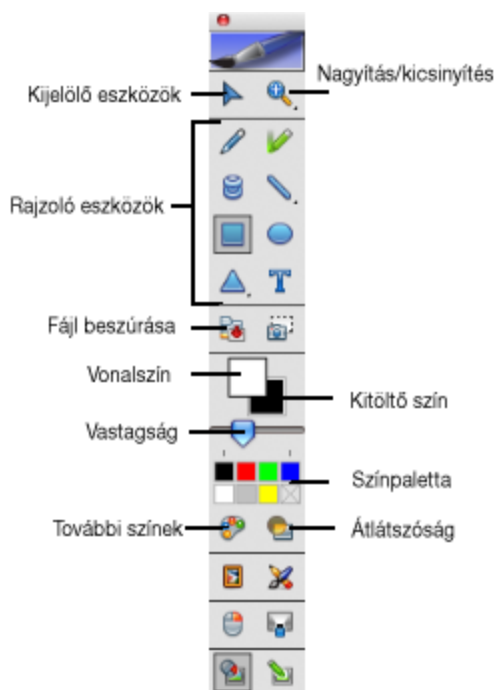 Nagyítás/kicsinyítés
Kijelölő eszközök
Rajzoló eszközök
T
Fájl beszúrása
Vonalszín
Kitöltő szín
Vastagság
Színpaletta
További színek
Átlátszóság